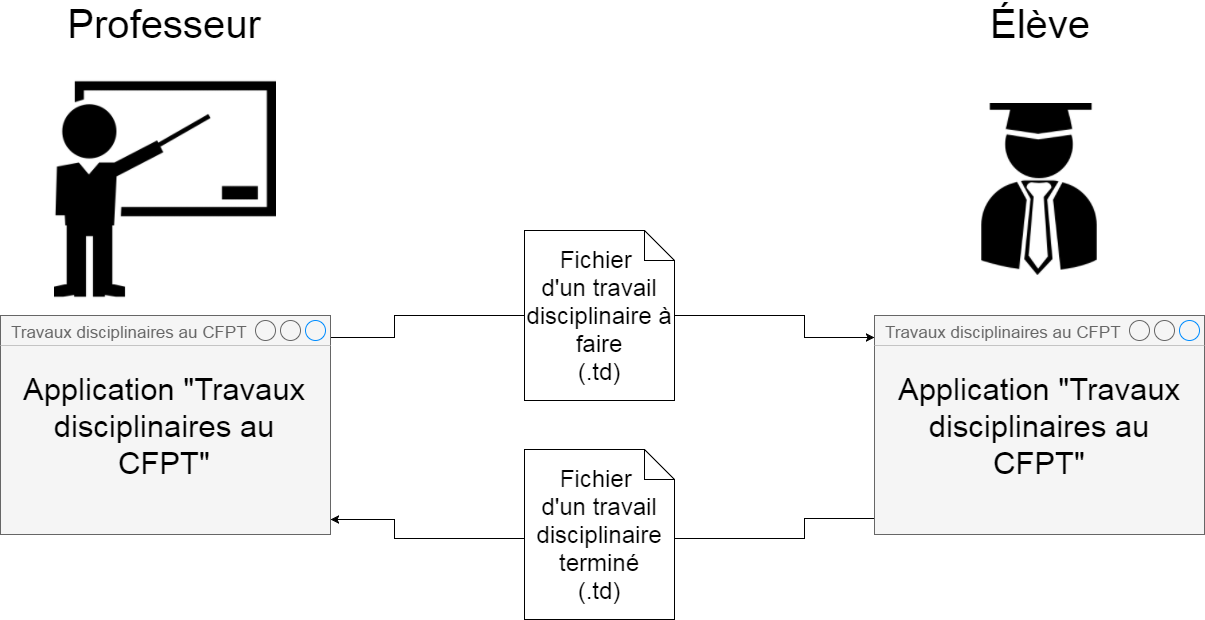 Professeur
Élève
Travaux disciplinaires au CFPT
Application "Travaux
disciplinaires au
CFPT"
Fichier
d'un travail
disciplinaire à
faire
(.td)
Fichier
d'un travail
disciplinaire
terminé
(.td)
Travaux disciplinaires au CFPT
Application "Travaux
disciplinaires au
CFPT"